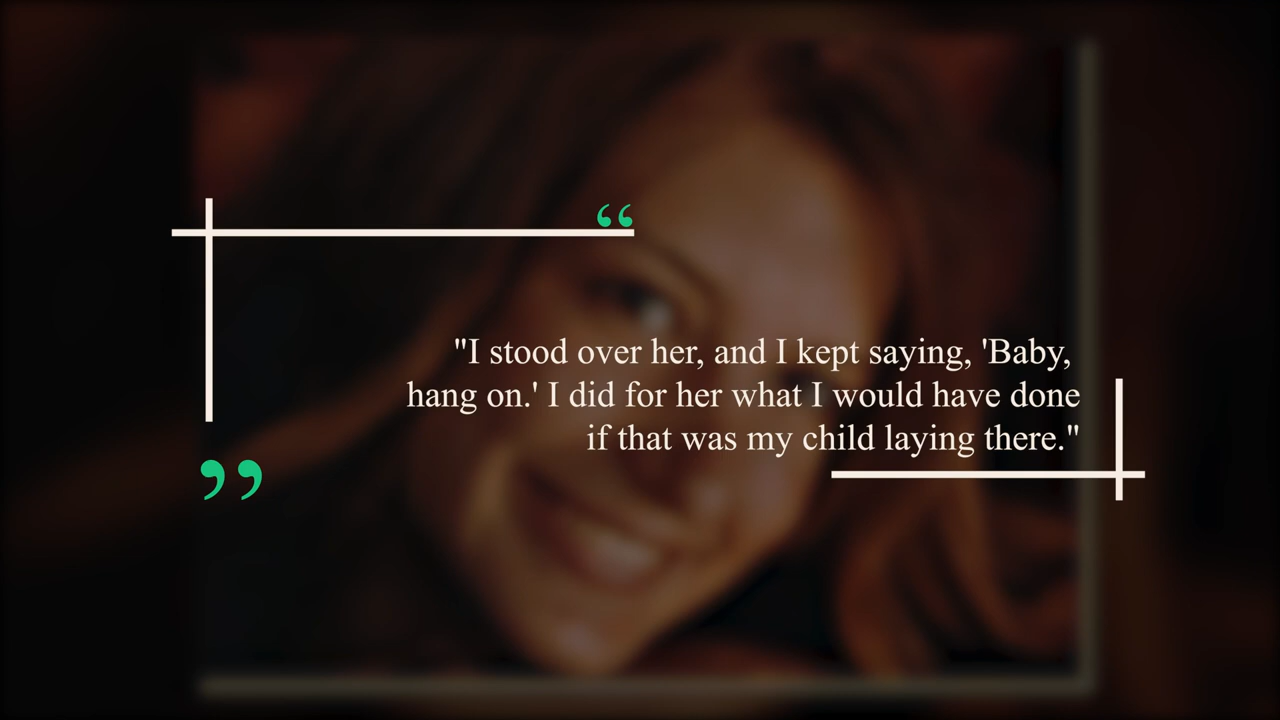 “
"I stood over her, and I kept saying, 'Baby,
hang on.' I did for her what I would have done
if that was my child laying there."
”